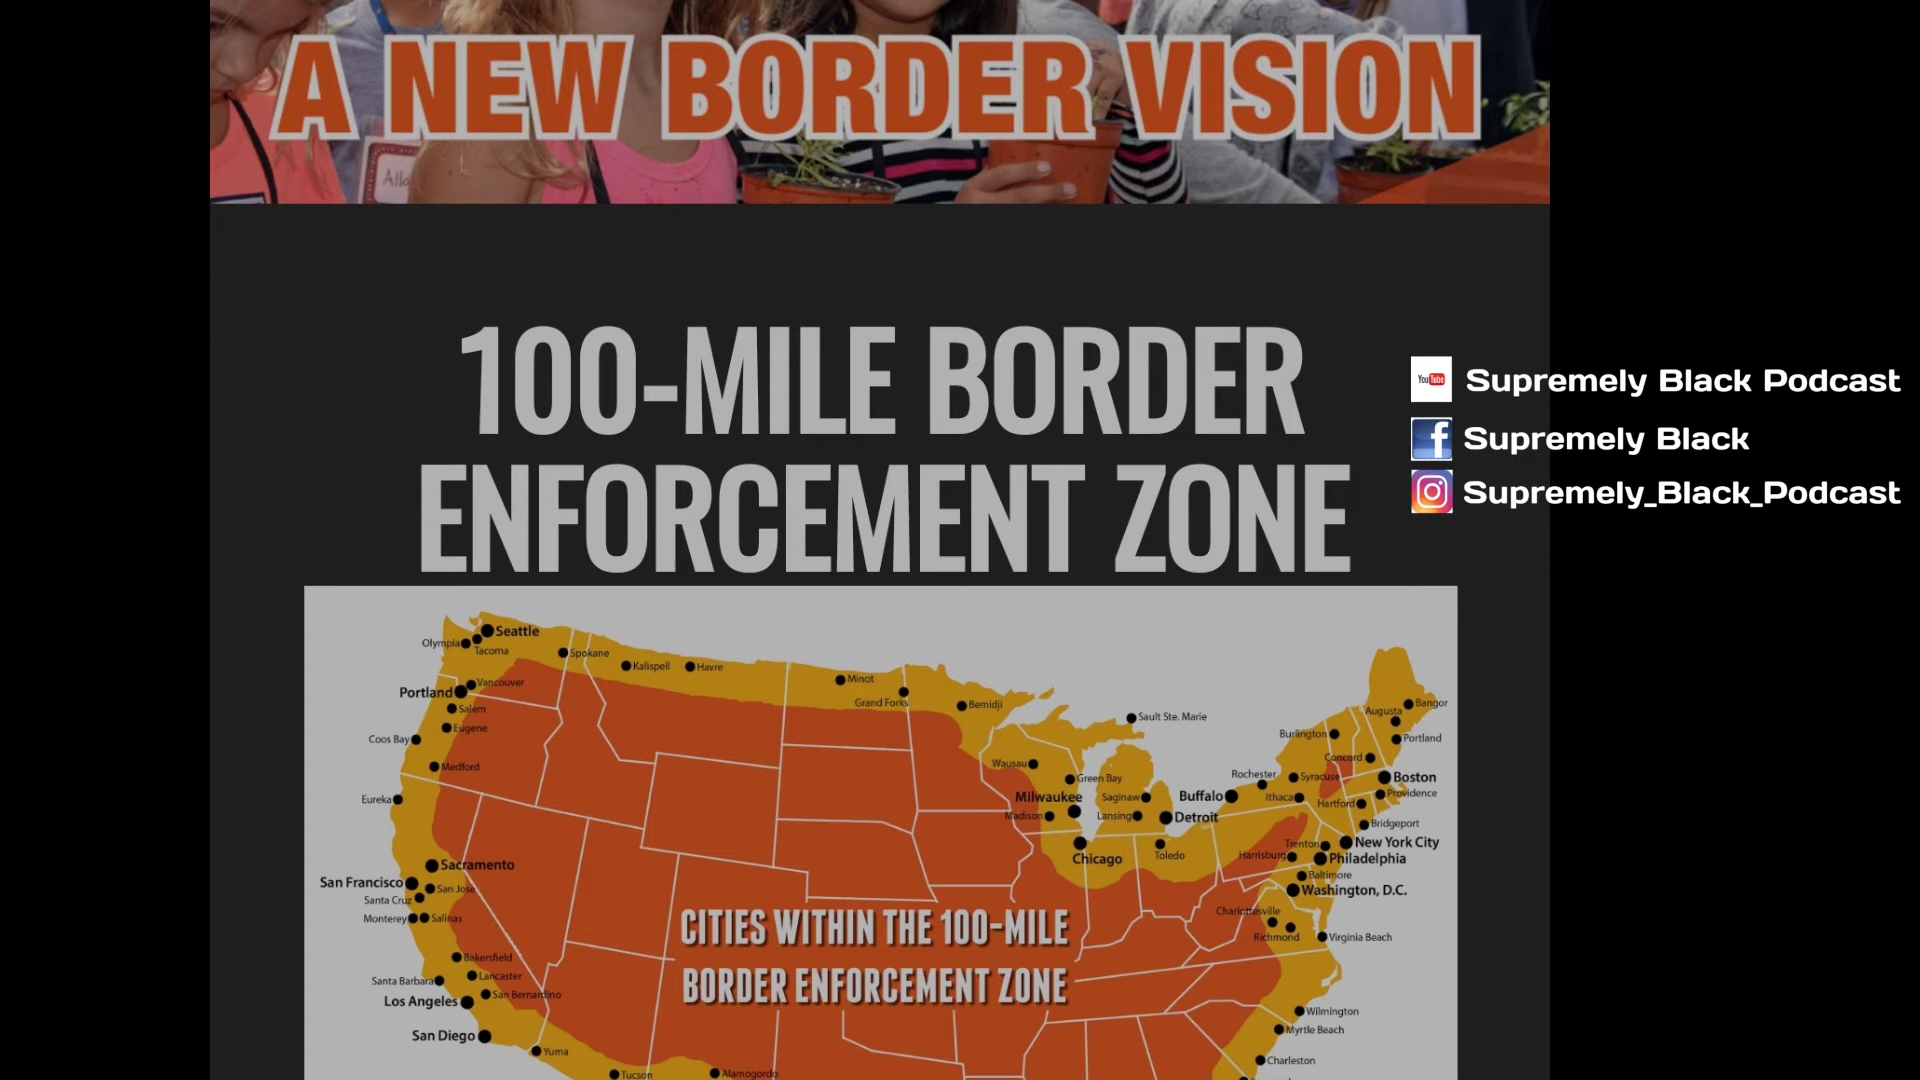 A NEW BORDER VISION
100-MILE BORDER
ENFORCEMENT ZONE
You Tube
Supremely Black Podcast
f
Supremely Black
Supremely_Black_Podcast
Seattle
Olympia
Tacoma
Spokane
Kalispell
Havre
Minot
Grand Forks
Bemidji
Sault Ste. Marie
Bangor
Augusta
Portland
Vancouver
Portland
Salem
Eugene
Coos Bay
Medford
Eureka
Wausau
Green Bay
Milwaukee
Madison
Saginaw
Lansing
Detroit
Chicago
Toledo
Burlington
Concord
Rochester
Syracuse
Boston
Buffalo
Ithaca
Providence
Hartford
Bridgeport
Trenton
New York City
Harrisburg
Philadelphia
Baltimore
Washington, D.C.
Charlottesville
Richmond
Virginia Beach
Sacramento
San Francisco
San Jose
Santa Cruz
Monterey
Salinas
Bakersfield
Santa Barbara
Lancaster
San Bernardino
Los Angeles
San Diego
Yuma
Tucson
Alamogordo
CITIES WITHIN THE 100-MILE
BORDER ENFORCEMENT ZONE
Wilmington
Myrtle Beach
Charleston